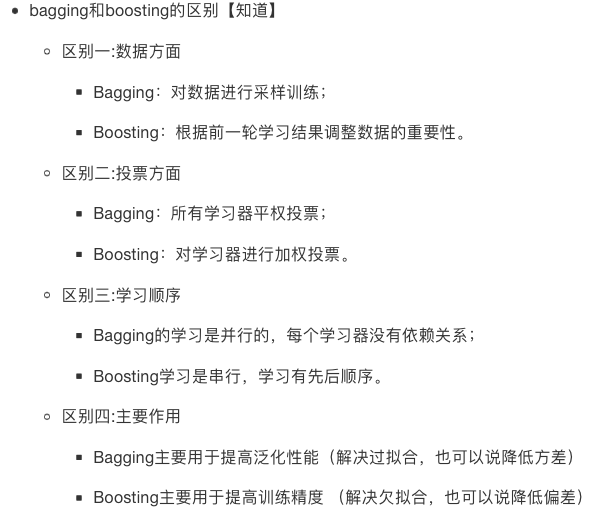 bagging和boosting的区别【知道】
区别一:数据方面
Bagging：对数据进行采样训练；
Boosting：根据前一轮学习结果调整数据的重要性。
区别二:投票方面
Bagging：所有学习器平权投票；
Boosting：对学习器进行加权投票。
区别三:学习顺序
Bagging的学习是并行的，每个学习器没有依赖关系；
Boosting学习是串行，学习有先后顺序。
区别四:主要作用
Bagging主要用于提高泛化性能（解决过拟合，也可以说降低方差）
Boosting主要用于提高训练精度 （解决欠拟合，也可以说降低偏差）